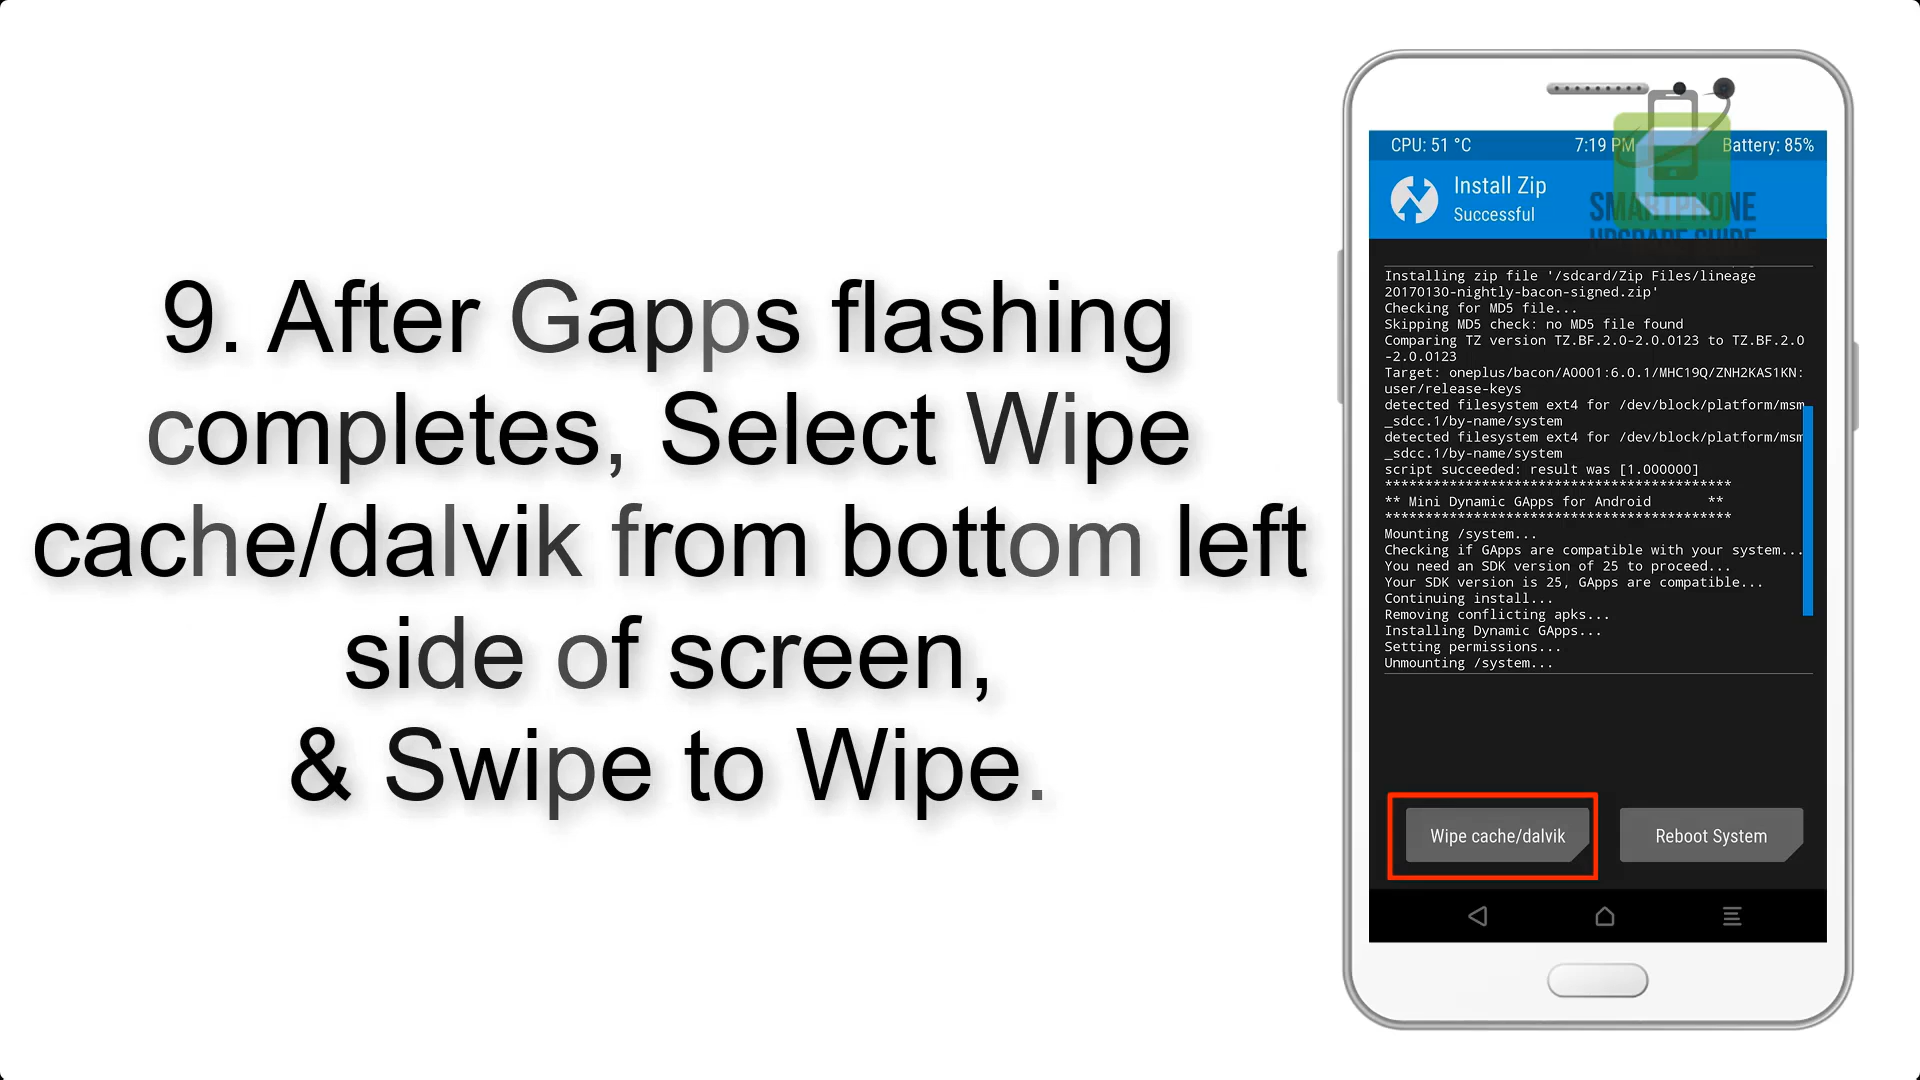 9. After Gapps flashing
completes, Select Wipe
cache/dalvik from bottom left
side of screen,
& Swipe to Wipe.
CPU: 51 °C 7:19 PM Battery: 85%
Install Zip
Successful
SMARTPHONE
UPGRADE GUIDE
Installing zip file '/sdcard/Zip Files/lineage
20170130-nightly-bacon-signed.zip'
Checking for MD5 file...
Skipping MD5 check: no MD5 file found
Comparing TZ version TZ.BF.2.0-2.0.0123 to TZ.BF.2.0
-2.0.0123
Target: oneplus/bacon/A0001:6.0.1/MHC19Q/ZNH2KAS1KN:
user/release-keys
detected filesystem ext4 for /dev/block/platform/msm
_sdcc.1/by-name/system
detected filesystem ext4 for /dev/block/platform/msm
_sdcc.1/by-name/system
script succeeded: result was [1.000000]
*******************************************
** Mini Dynamic GApps for Android **
*******************************************
Mounting /system...
Checking if GApps are compatible with your system...
You need an SDK version of 25 to proceed...
Your SDK version is 25, GApps are compatible...
Continuing install...
Removing conflicting apks...
Installing Dynamic GApps...
Setting permissions...
Unmounting /system...
Wipe cache/dalvik Reboot System